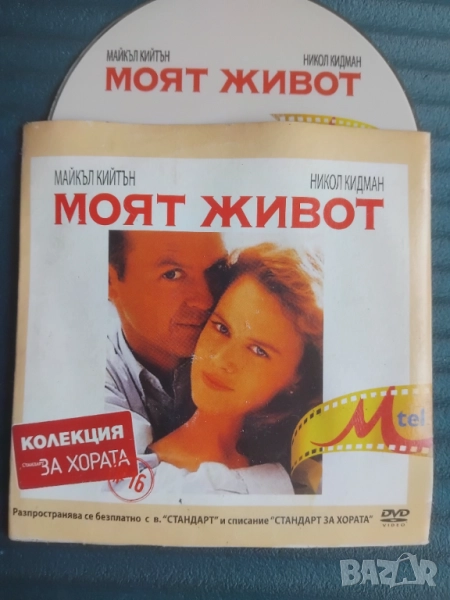 МАЙКЪЛ КИЙТЪН НИКОЛ КИДМАН
МОЯТ ЖИВОТ
МАЙКЪЛ КИЙТЪН НИКОЛ КИДМАН
МОЯТ ЖИВОТ
Mtel
КОЛЕКЦИЯ
ЗА ХОРАТА
16
Разпространява се безплатно с в. "СТАНДАРТ" и списание "СТАНДАРТ ЗА ХОРАТА"
DVD
VIDEO
BAZAR